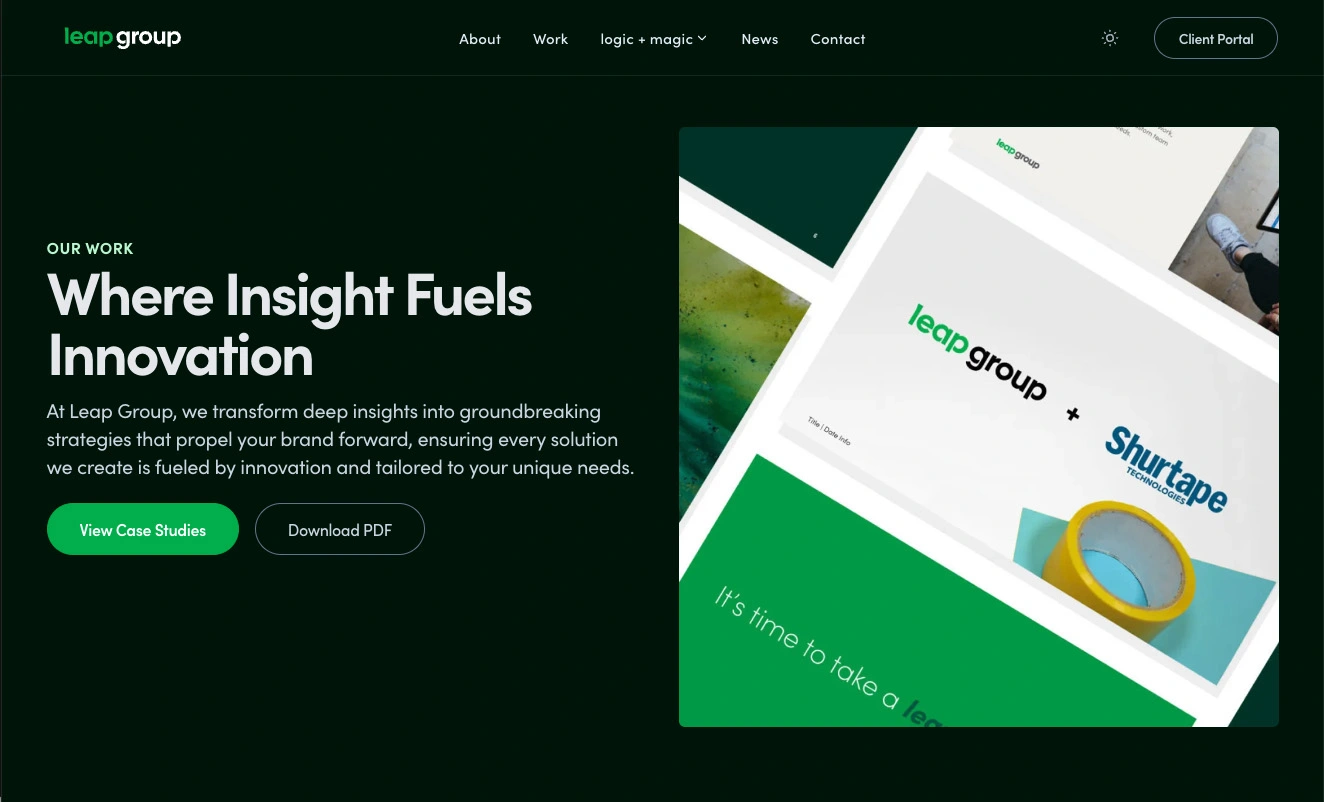 leap group
About
Work
logic + magic
News
Contact
Client Portal
OUR WORK
Where Insight Fuels
Innovation
At Leap Group, we transform deep insights into groundbreaking
strategies that propel your brand forward, ensuring every solution
we create is fueled by innovation and tailored to your unique needs.
View Case Studies
Download PDF
leapgroup
leapgroup
+
Shurtape
TECHNOLOGIES
Title | Date Info
It's time to take a